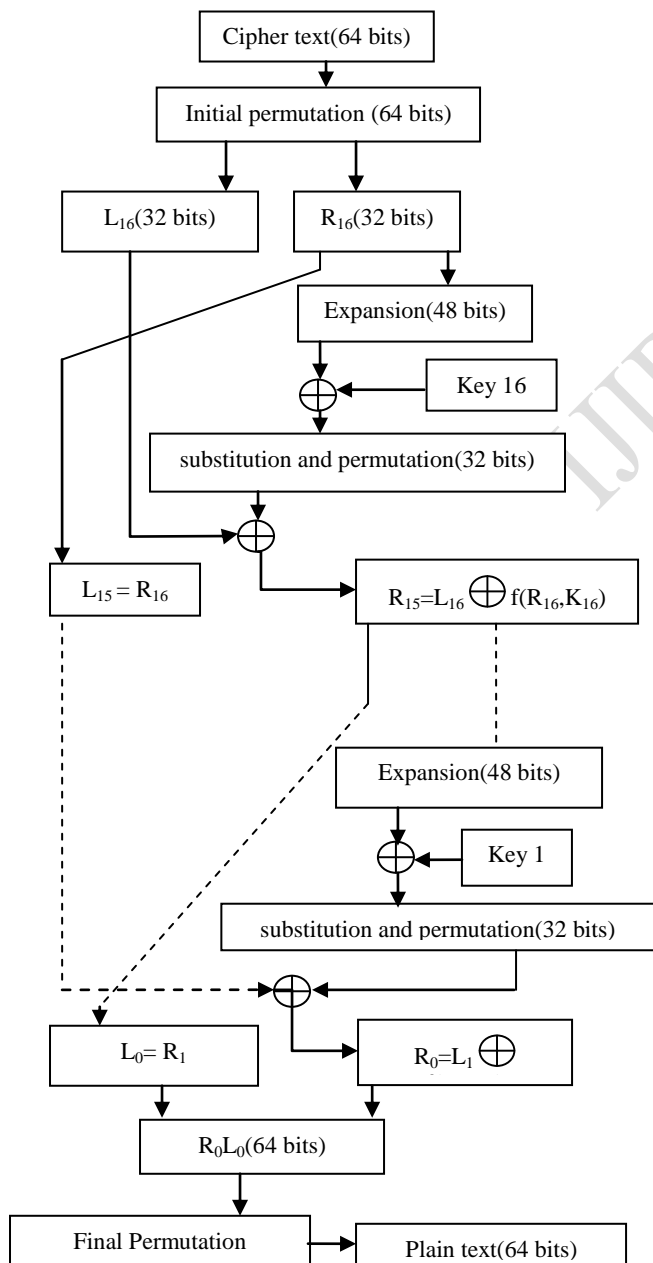 Cipher text(64 bits)
Initial permutation (64 bits)
L₁₆(32 bits)
R₁₆(32 bits)
Expansion(48 bits)
Key 16
substitution and permutation(32 bits)
L₁₅ = R₁₆
R₁₅=L₁₆ ⊕ f(R₁₆,K₁₆)
Expansion(48 bits)
Key 1
substitution and permutation(32 bits)
L₀= R₁
R₀=L₁ ⊕
R₀L₀(64 bits)
Final Permutation
Plain text(64 bits)